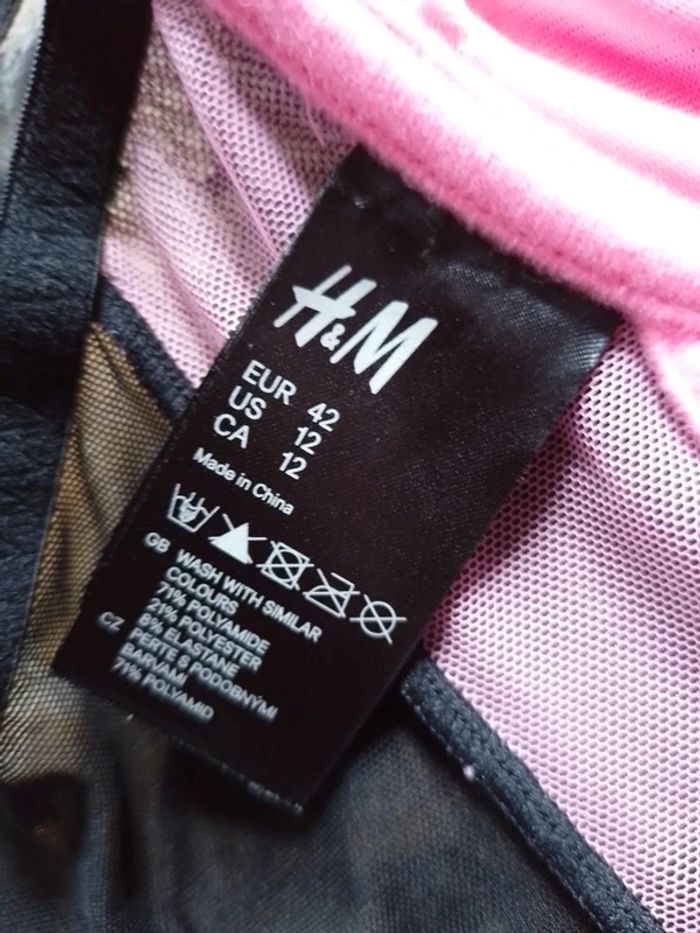 H&M
EUR 42
US 12
CA 12
Made in China
GB WASH WITH SIMILAR
COLOURS
71% POLYAMIDE
21% POLYESTER
8% ELASTANE
CZ PERTE S PODOBNÝMI
BARVAMI
71% POLYAMID